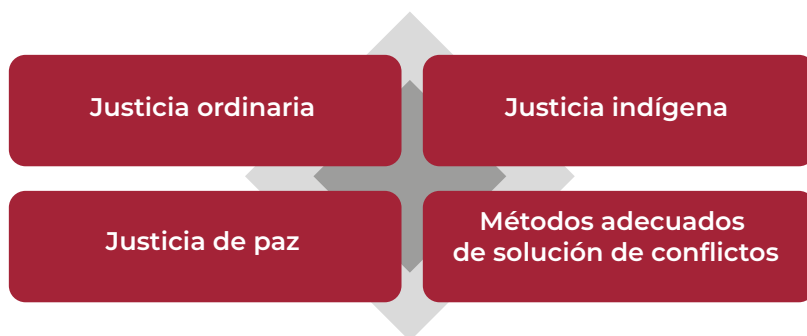 Justicia ordinaria
Justicia indígena
Justicia de paz
Métodos adecuados
de solución de conflictos